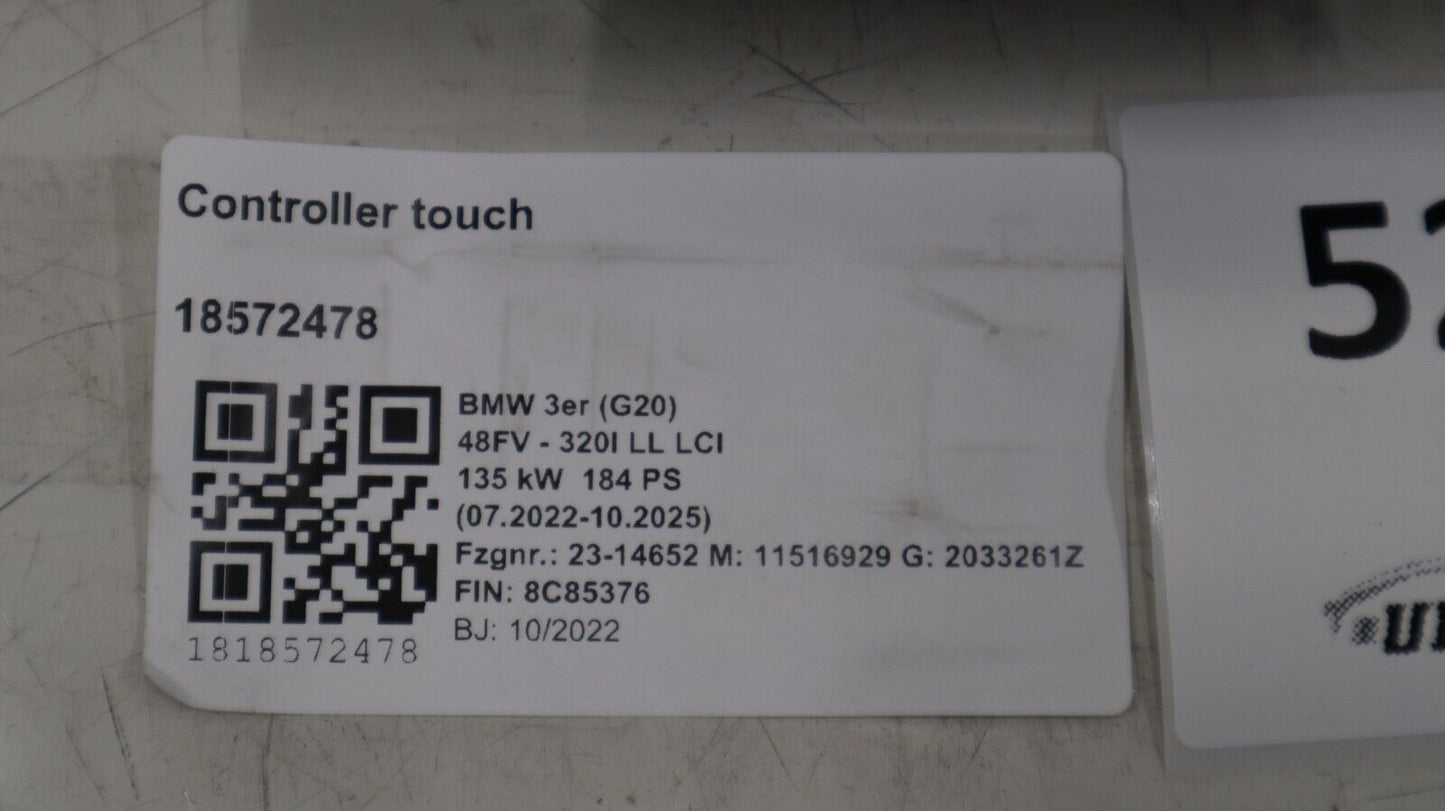 Controller touch
18572478
BMW 3er (G20)
48FV - 320I LL LCI
135 kW 184 PS
(07.2022-10.2025)
Fzgnr.: 23-14652 M: 11516929 G: 2033261Z
FIN: 8C85376
BJ: 10/2022
1818572478
5